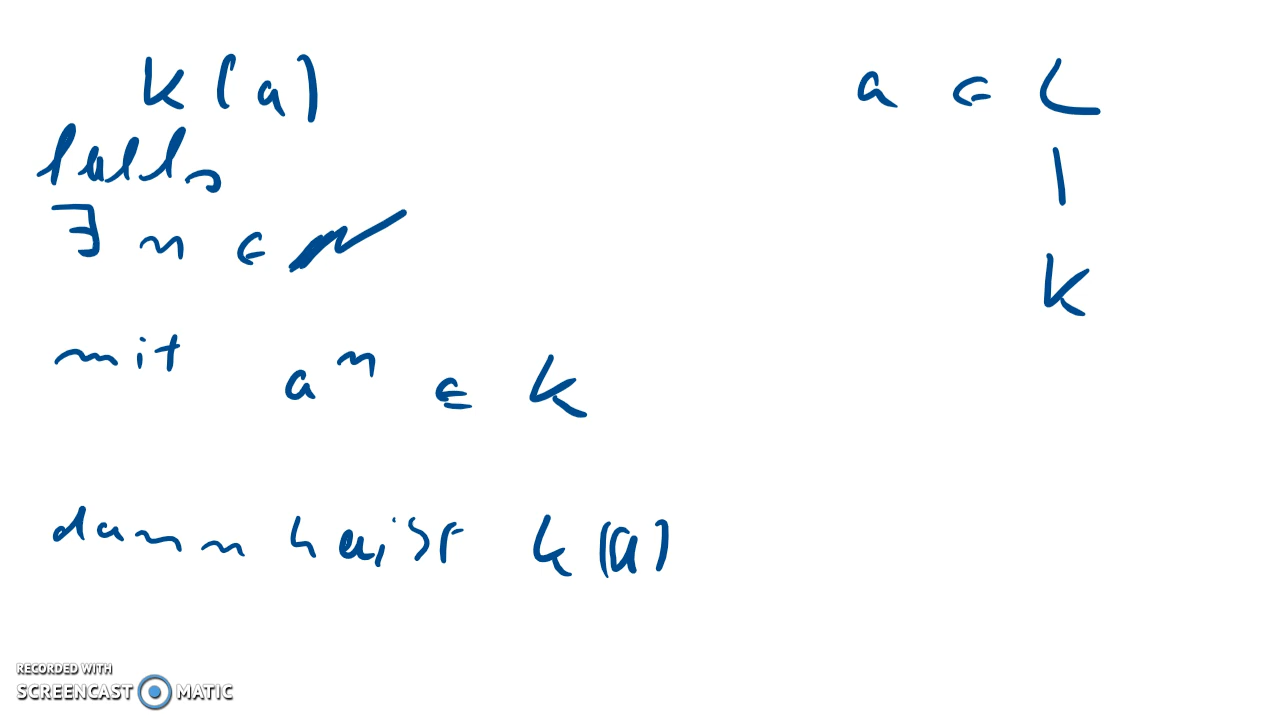 k(a)
falls
∃ n ∈ ℕ
mit a^n ∈ k
dann heißt k(a)
a ∈ L
|
k
RECORDED WITH
SCREENCAST MATIC